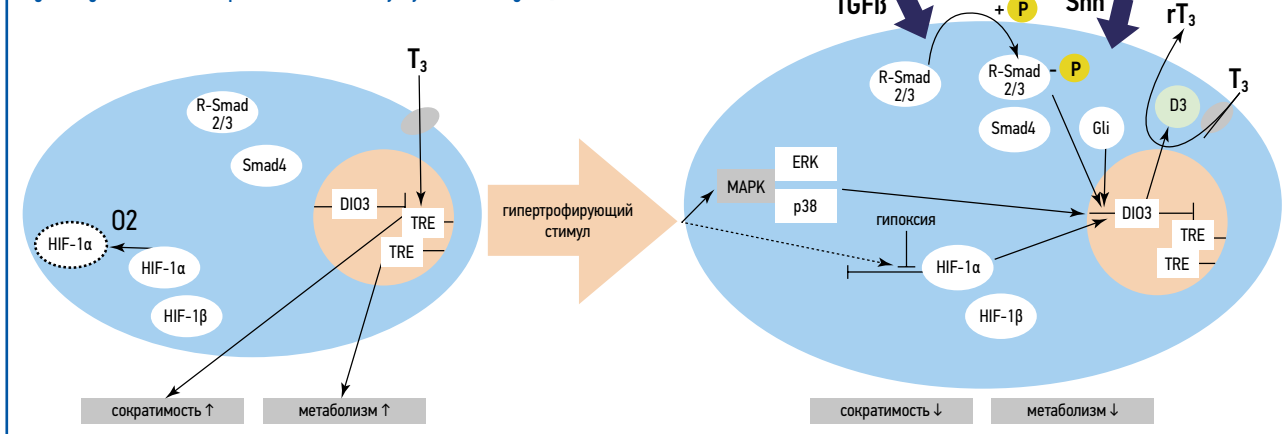 T3
R-Smad
2/3
Smad4
DIO3
TRE
TRE
O2
HIF-1α
HIF-1α
HIF-1β
сократимость ↑
метаболизм ↑
гипертрофирующий
стимул
TGFβ
+ P
Shh
rT3
R-Smad
2/3
R-Smad
2/3
- P
D3
T3
Smad4
Gli
ERK
MAPK
p38
гипоксия
DIO3
TRE
TRE
HIF-1α
HIF-1β
сократимость ↓
метаболизм ↓